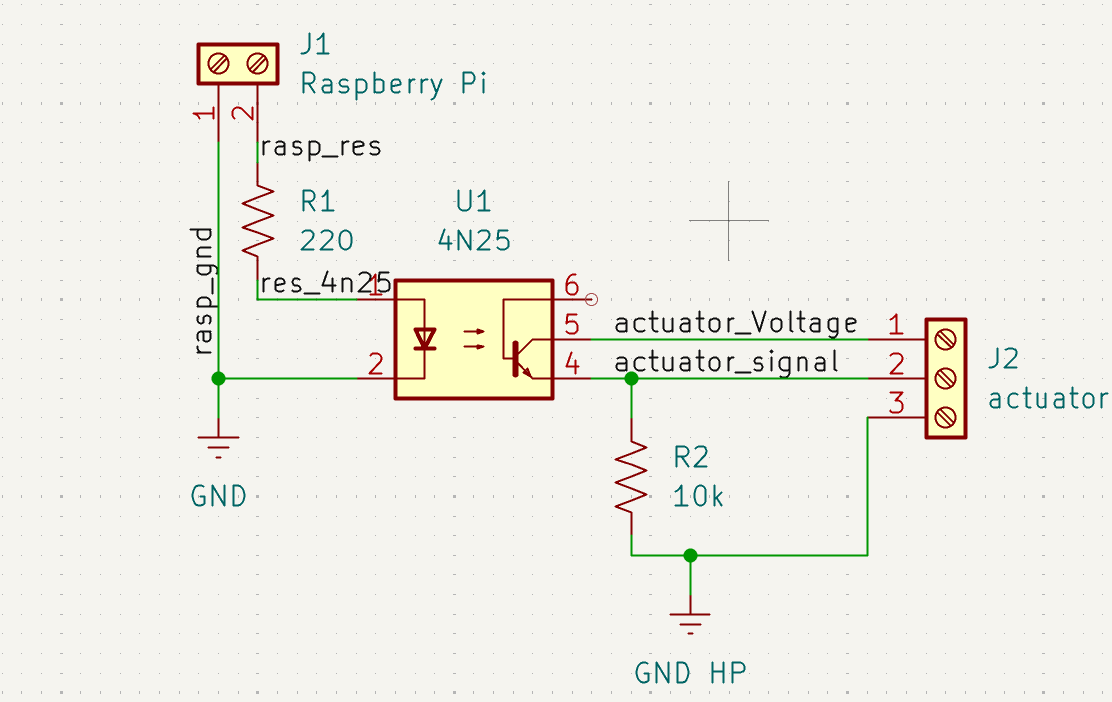 J1
Raspberry Pi
1
2
rasp_res
R1
220
U1
4N25
rasp_gnd
res_4n25
1
6
5
actuator_Voltage
1
2
4
actuator_signal
2
J2
3
actuator
R2
10k
GND
GND HP